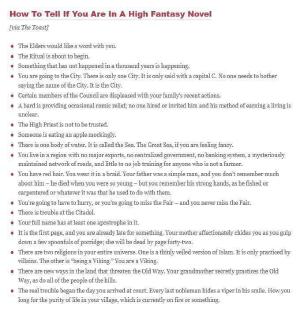 How To Tell If You Are In A High Fantasy Novel
[via The Toast]
The Elders would like a word with you.
The Ritual is about to begin.
Something that has not happened in a thousand years is happening.
You are going to the City. There is only one City. It is only said with a capital C. No one needs to bother
saying the name of the City. It is the City.
Certain members of the Council are displeased with your family's recent actions.
A bard is providing occasional comic relief; no one hired or invited him and his method of earning a living is
unclear.
The High Priest is not to be trusted.
Someone is eating an apple mockingly.
There is one body of water. It is called the Sea. The Great Sea, if you are feeling fancy.
You live in a region with no major exports, no centralized government, no banking system, a mysteriously
maintained network of roads, and little to no job training for anyone who is not a farmer.
You have red hair. You wear it in a braid. Your father was a simple man, and you don't remember much
about him – he died when you were so young – but you remember his strong hands, as he fished or
carpentered or whatever it was that he used to do with them.
You're going to have to hurry, or you're going to miss the Fair – and you never miss the Fair.
There is trouble at the Citadel.
Your full name has at least one apostrophe in it.
It is the first page, and you are already late for something. Your mother affectionately chides you as you gulp
down a few spoonfuls of porridge; she will be dead by page forty-two.
There are two religions in your entire universe. One is a thinly veiled version of Islam. It is only practiced by
villains. The other is "being a Viking." You are a Viking.
There are new ways in the land that threaten the Old Way. Your grandmother secretly practices the Old
Way, as do all of the people of the hills.
The real trouble began the day you arrived at court. Every last nobleman hides a viper in his smile. How you
long for the purity of life in your village, which is currently on fire or something.